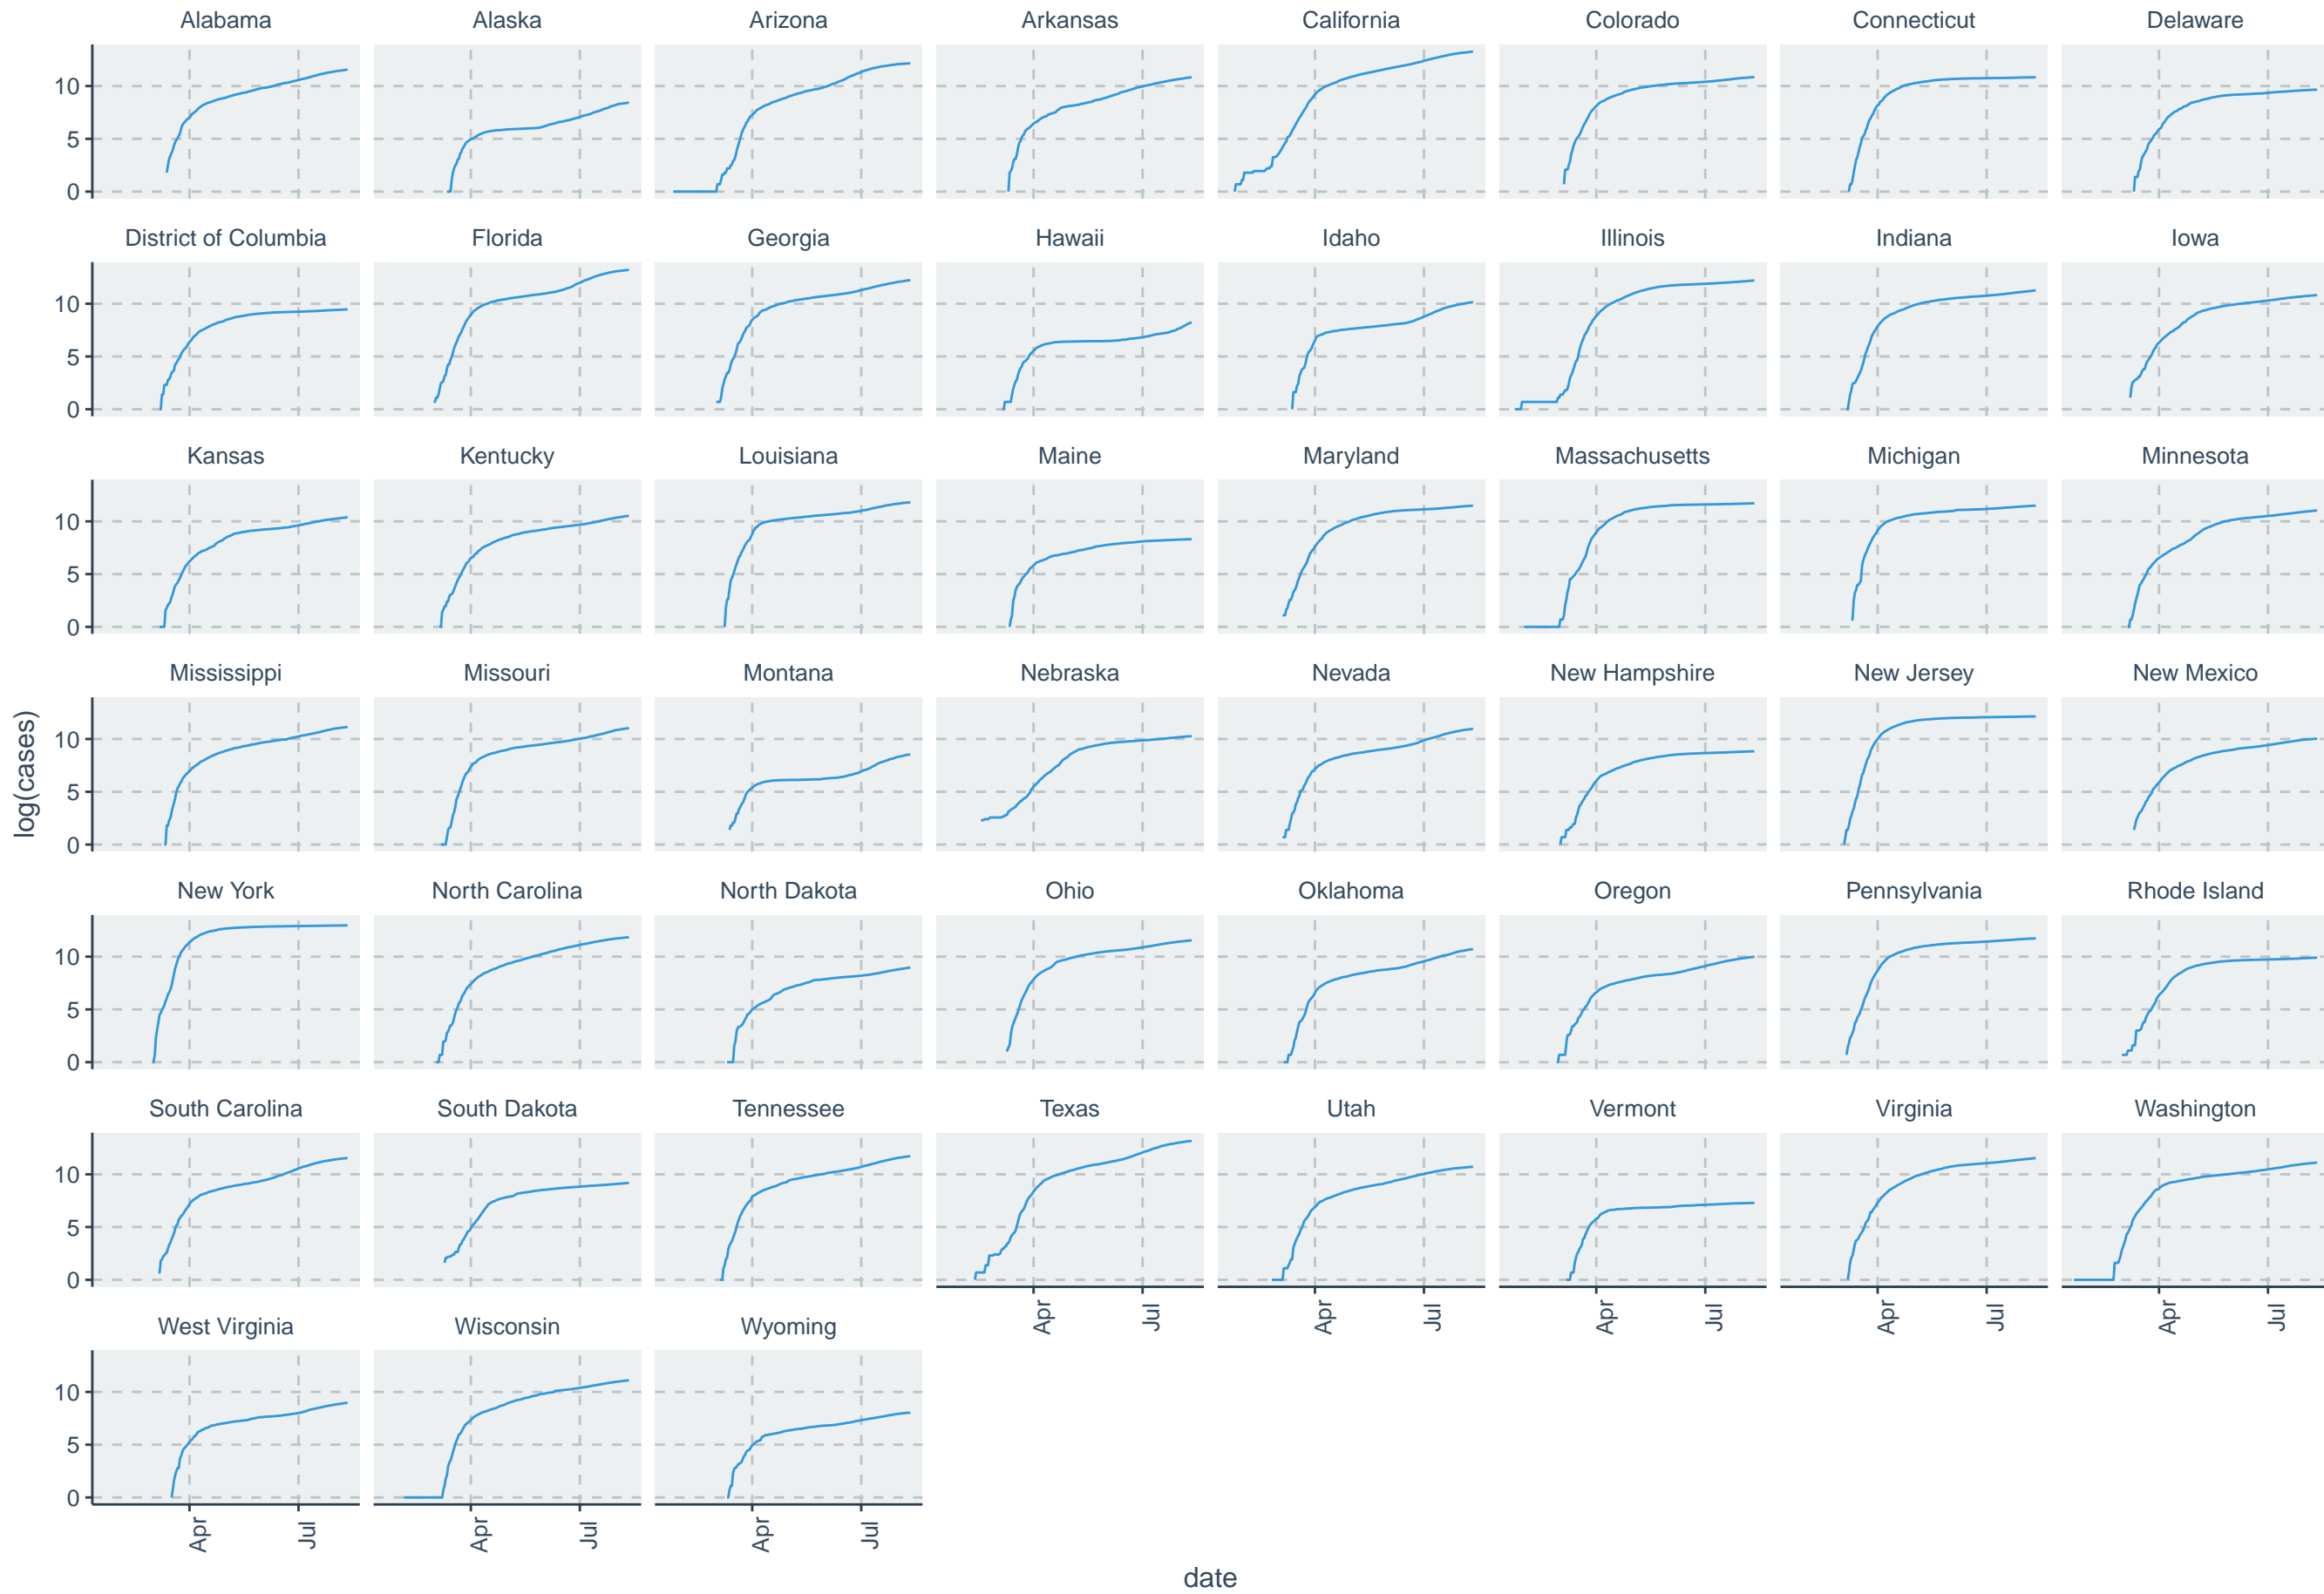 Alabama Alaska Arizona Arkansas California Colorado Connecticut Delaware
10
5
0
District of Columbia Florida Georgia Hawaii Idaho Illinois Indiana Iowa
10
5
0
Kansas Kentucky Louisiana Maine Maryland Massachusetts Michigan Minnesota
10
5
0
Mississippi Missouri Montana Nebraska Nevada New Hampshire New Jersey New Mexico
10
5
0
log(cases)
New York North Carolina North Dakota Ohio Oklahoma Oregon Pennsylvania Rhode Island
10
5
0
South Carolina South Dakota Tennessee Texas Utah Vermont Virginia Washington
10
5
0
Apr Jul Apr Jul Apr Jul Apr Jul Apr Jul
West Virginia Wisconsin Wyoming
10
5
0
Apr Jul Apr Jul Apr Jul
date